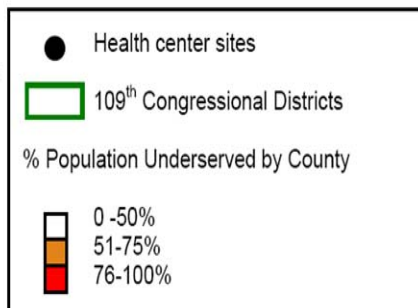 Health center sites
109th Congressional Districts
% Population Underserved by County
0 -50%
51-75%
76-100%